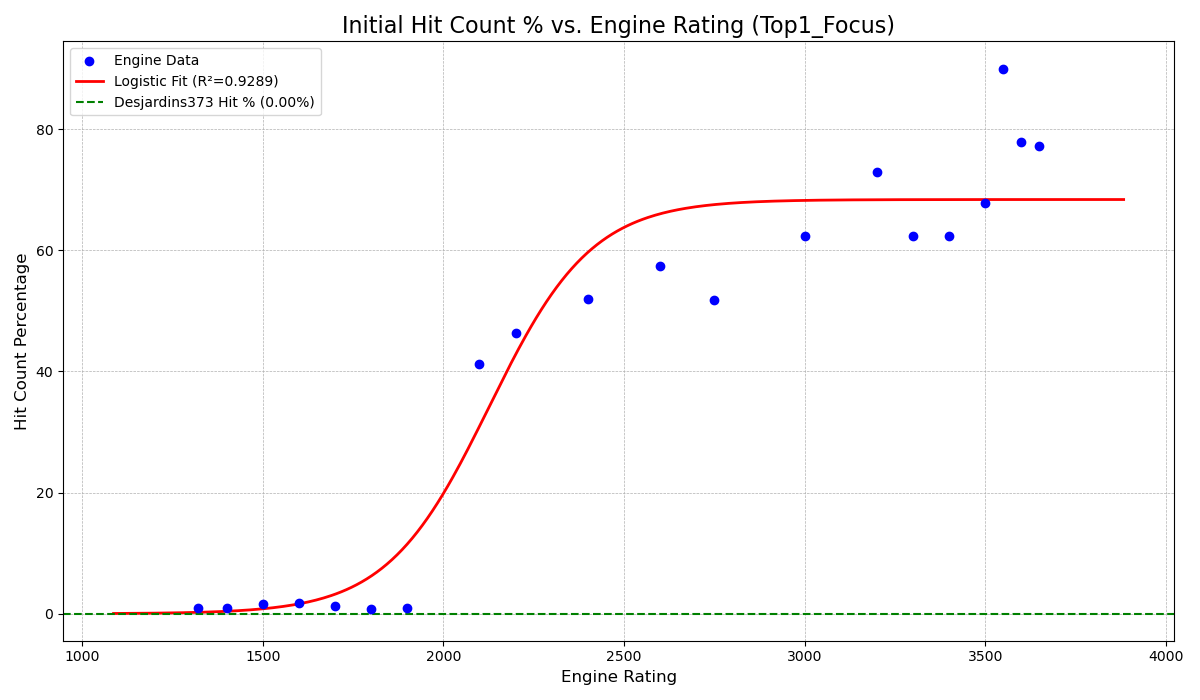 Initial Hit Count % vs. Engine Rating (Top1_Focus)
Engine Data
Logistic Fit (R²=0.9289)
Desjardins373 Hit % (0.00%)
Hit Count Percentage
80
60
40
20
0
1000 1500 2000 2500 3000 3500 4000
Engine Rating